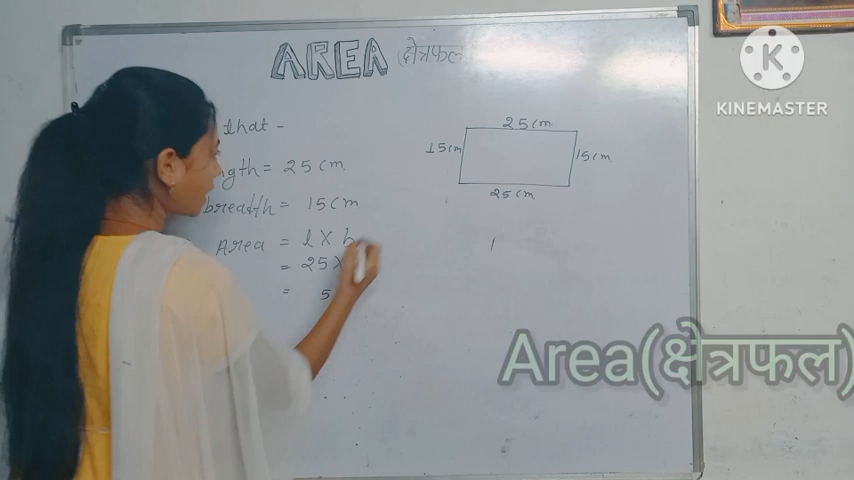 AREA (क्षेत्रफल
KINEMASTER
that -
25 cm
15 cm
15 cm
25 cm
ngth = 25 cm
breadth = 15 cm
Area = l × b
= 25 ×
= 5
Area(क्षेत्रफल)